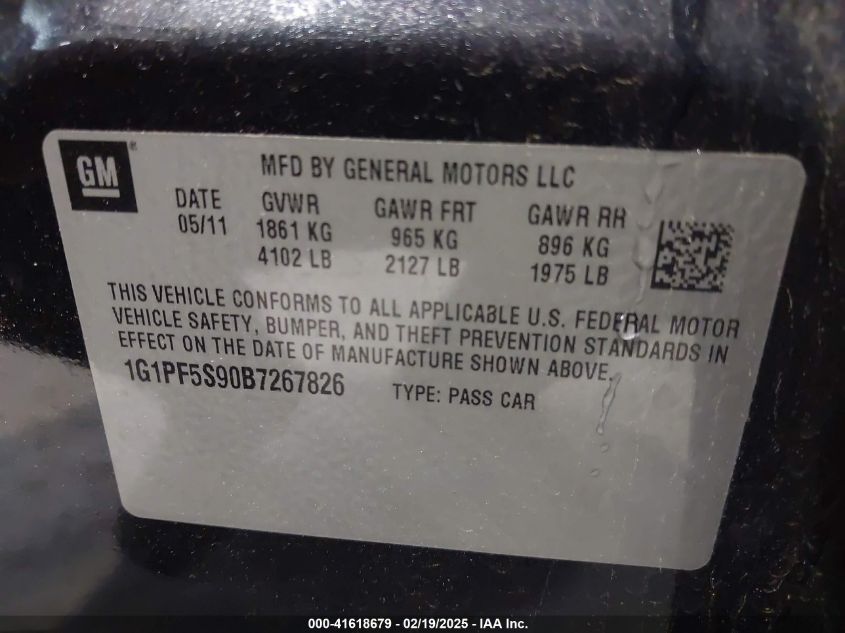 GM
MFD BY GENERAL MOTORS LLC
DATE GVWR GAWR FRT GAWR RR
05/11 1861 KG 965 KG 896 KG
4102 LB 2127 LB 1975 LB
THIS VEHICLE CONFORMS TO ALL APPLICABLE U.S. FEDERAL MOTOR
VEHICLE SAFETY, BUMPER, AND THEFT PREVENTION STANDARDS IN
EFFECT ON THE DATE OF MANUFACTURE SHOWN ABOVE.
1G1PF5S90B7267826 TYPE: PASS CAR
000-41618679 - 02/19/2025 - IAA Inc.